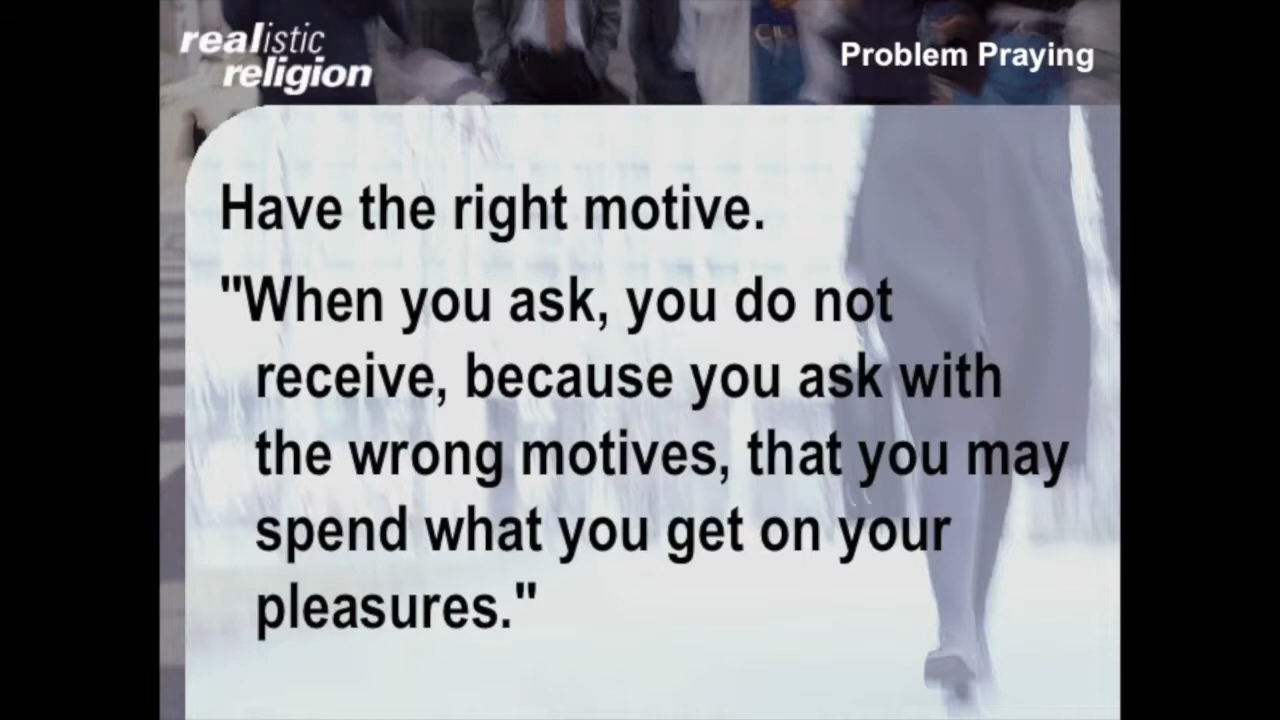 realistic
religion
Problem Praying
Have the right motive.
"When you ask, you do not
receive, because you ask with
the wrong motives, that you may
spend what you get on your
pleasures."